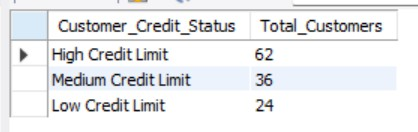 Customer_Credit_Status Total_Customers
High Credit Limit 62
Medium Credit Limit 36
Low Credit Limit 24